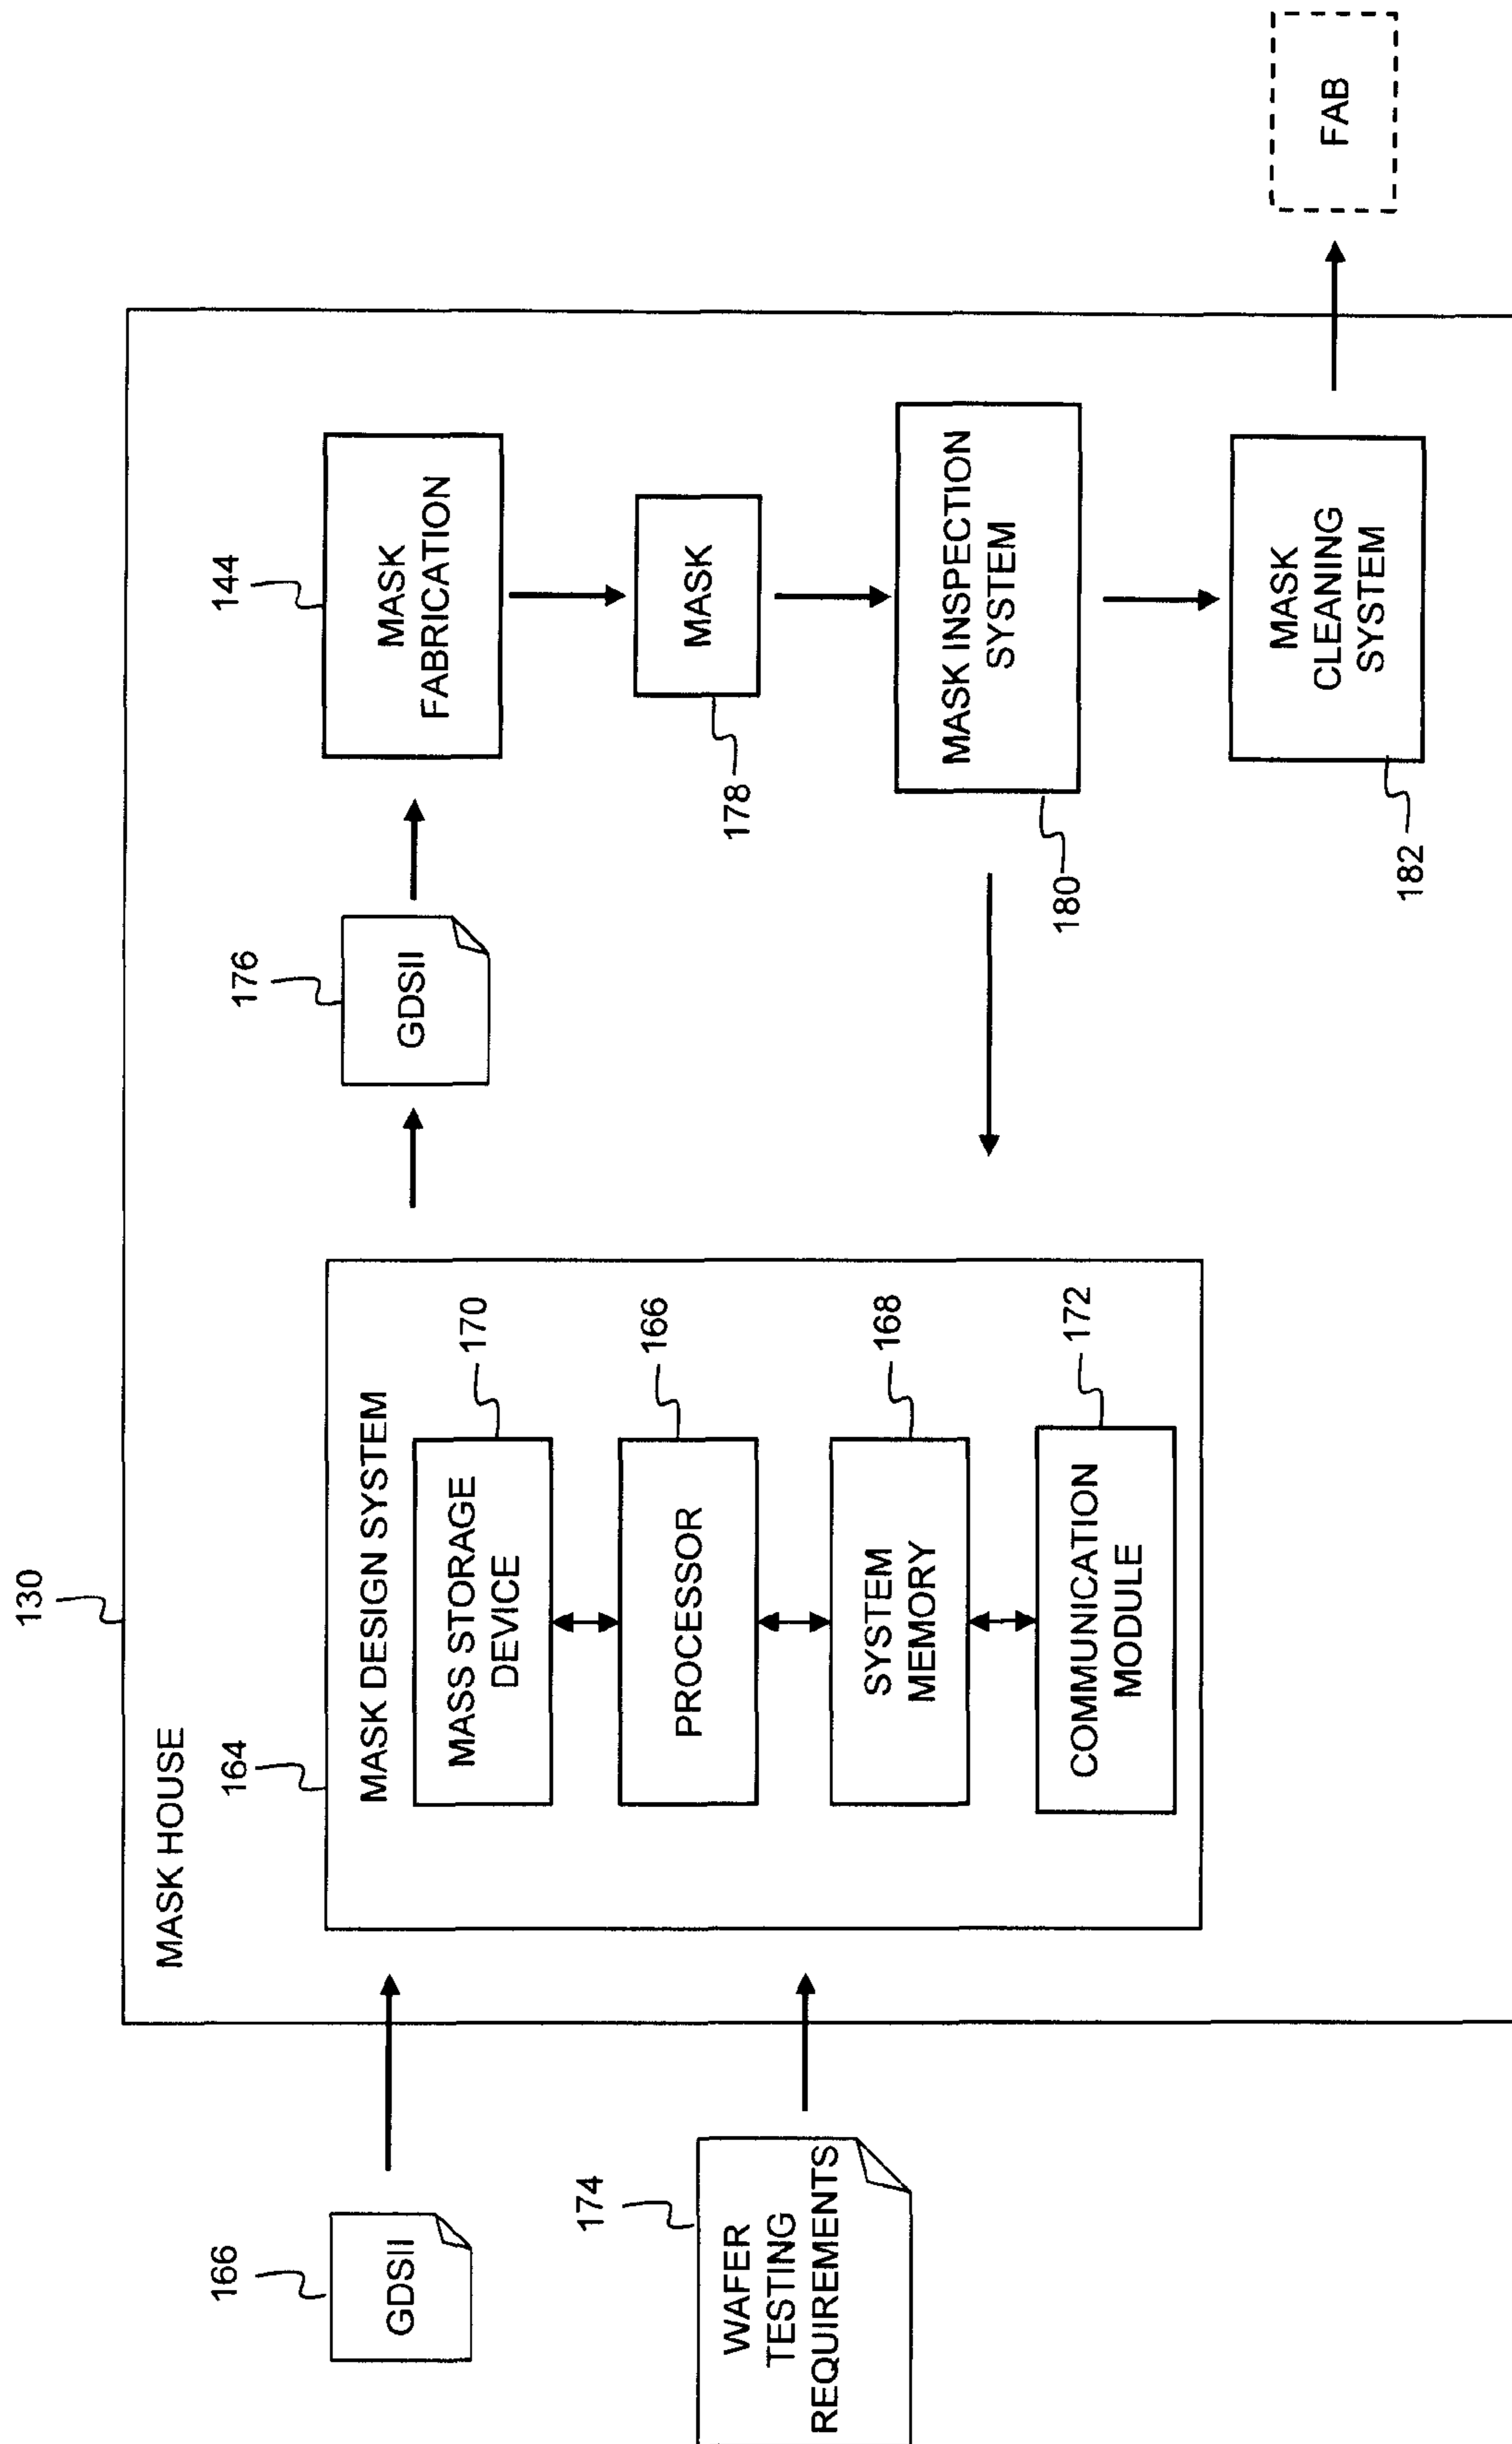 130
MASK HOUSE
164
MASK DESIGN SYSTEM
MASS STORAGE
DEVICE
170
PROCESSOR
166
SYSTEM
MEMORY
168
COMMUNICATION
MODULE
172
166
GDSII
174
WAFER
TESTING
REQUIREMENTS
176
GDSII
144
MASK
FABRICATION
MASK
178
MASK INSPECTION
SYSTEM
180
MASK
CLEANING
SYSTEM
182
FAB